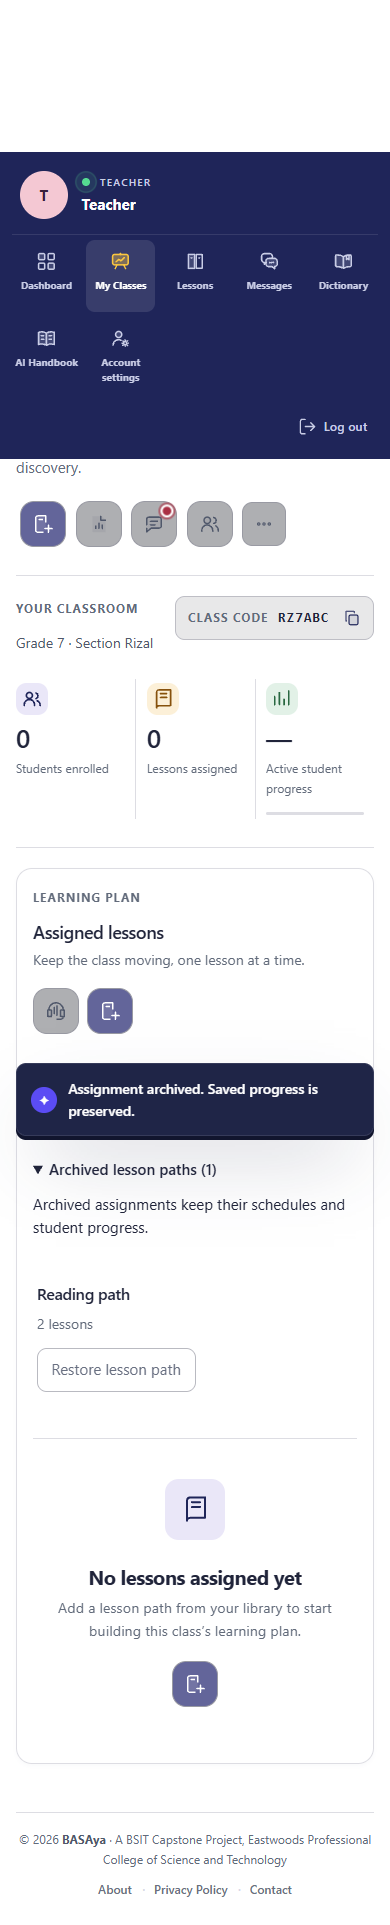 T
TEACHER
Teacher
Dashboard
My Classes
Lessons
Messages
Dictionary
AI Handbook
Account
settings
Log out
discovery.
YOUR CLASSROOM
Grade 7 · Section Rizal
CLASS CODE RZ7ABC
0
Students enrolled
0
Lessons assigned
—
Active student
progress
LEARNING PLAN
Assigned lessons
Keep the class moving, one lesson at a time.
Assignment archived. Saved progress is
preserved.
▼ Archived lesson paths (1)
Archived assignments keep their schedules and
student progress.
Reading path
2 lessons
Restore lesson path
No lessons assigned yet
Add a lesson path from your library to start
building this class's learning plan.
© 2026 BASAya · A BSIT Capstone Project, Eastwoods Professional
College of Science and Technology
About · Privacy Policy · Contact